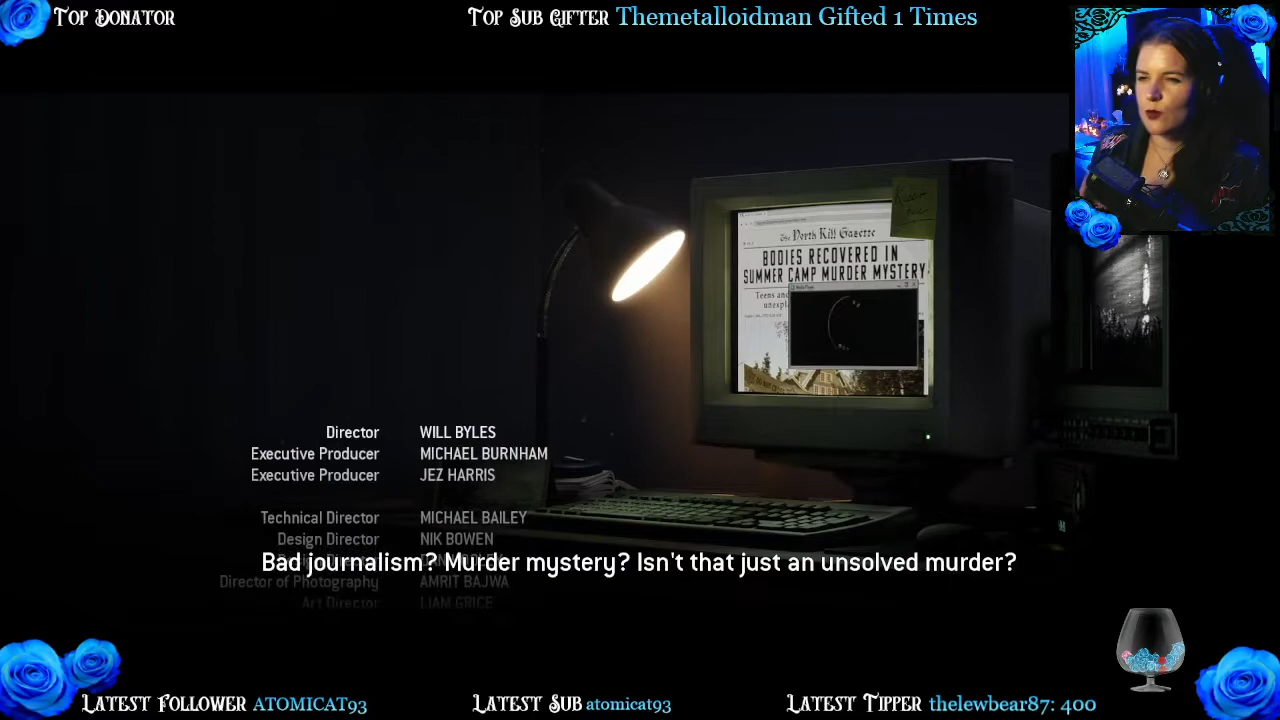 Top Donator
Top Sub Gifter Themetalloidman Gifted 1 Times
The North Kill Gazette
BODIES RECOVERED IN
SUMMER CAMP MURDER MYSTERY
Teens and
unexpl
Director WILL BYLES
Executive Producer MICHAEL BURNHAM
Executive Producer JEZ HARRIS
Technical Director MICHAEL BAILEY
Design Director NIK BOWEN
Bad journalism? Murder mystery? Isn't that just an unsolved murder?
Director of Photography AMRIT BAJWA
Art Director LIAM GRICE
Latest Follower ATOMICAT93
Latest Sub atomicat93
Latest Tipper thelewbear87: 400